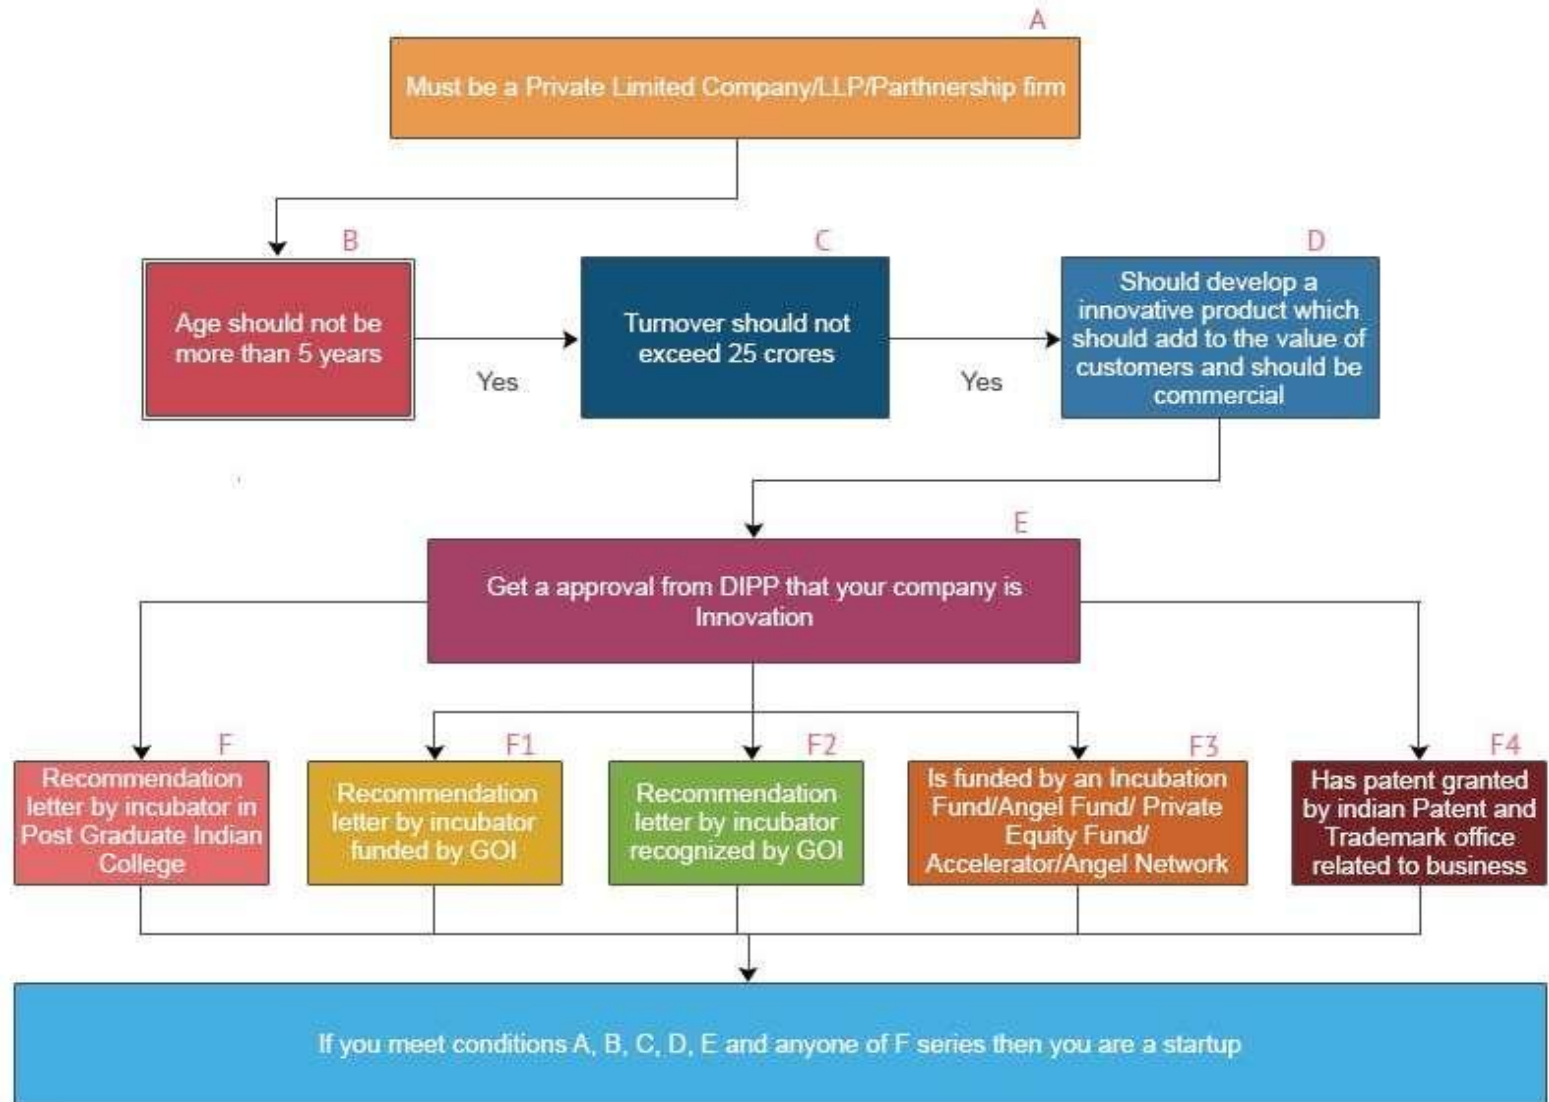 A
Must be a Private Limited Company/LLP/Parthnership firm
B
Age should not be
more than 5 years
Yes
C
Turnover should not
exceed 25 crores
Yes
D
Should develop a
innovative product which
should add to the value of
customers and should be
commercial
E
Get a approval from DIPP that your company is
Innovation
F
Recommendation
letter by incubator in
Post Graduate Indian
College
F1
Recommendation
letter by incubator
funded by GOI
F2
Recommendation
letter by incubator
recognized by GOI
F3
Is funded by an Incubation
Fund/Angel Fund/ Private
Equity Fund/
Accelerator/Angel Network
F4
Has patent granted
by indian Patent and
Trademark office
related to business
If you meet conditions A, B, C, D, E and anyone of F series then you are a startup